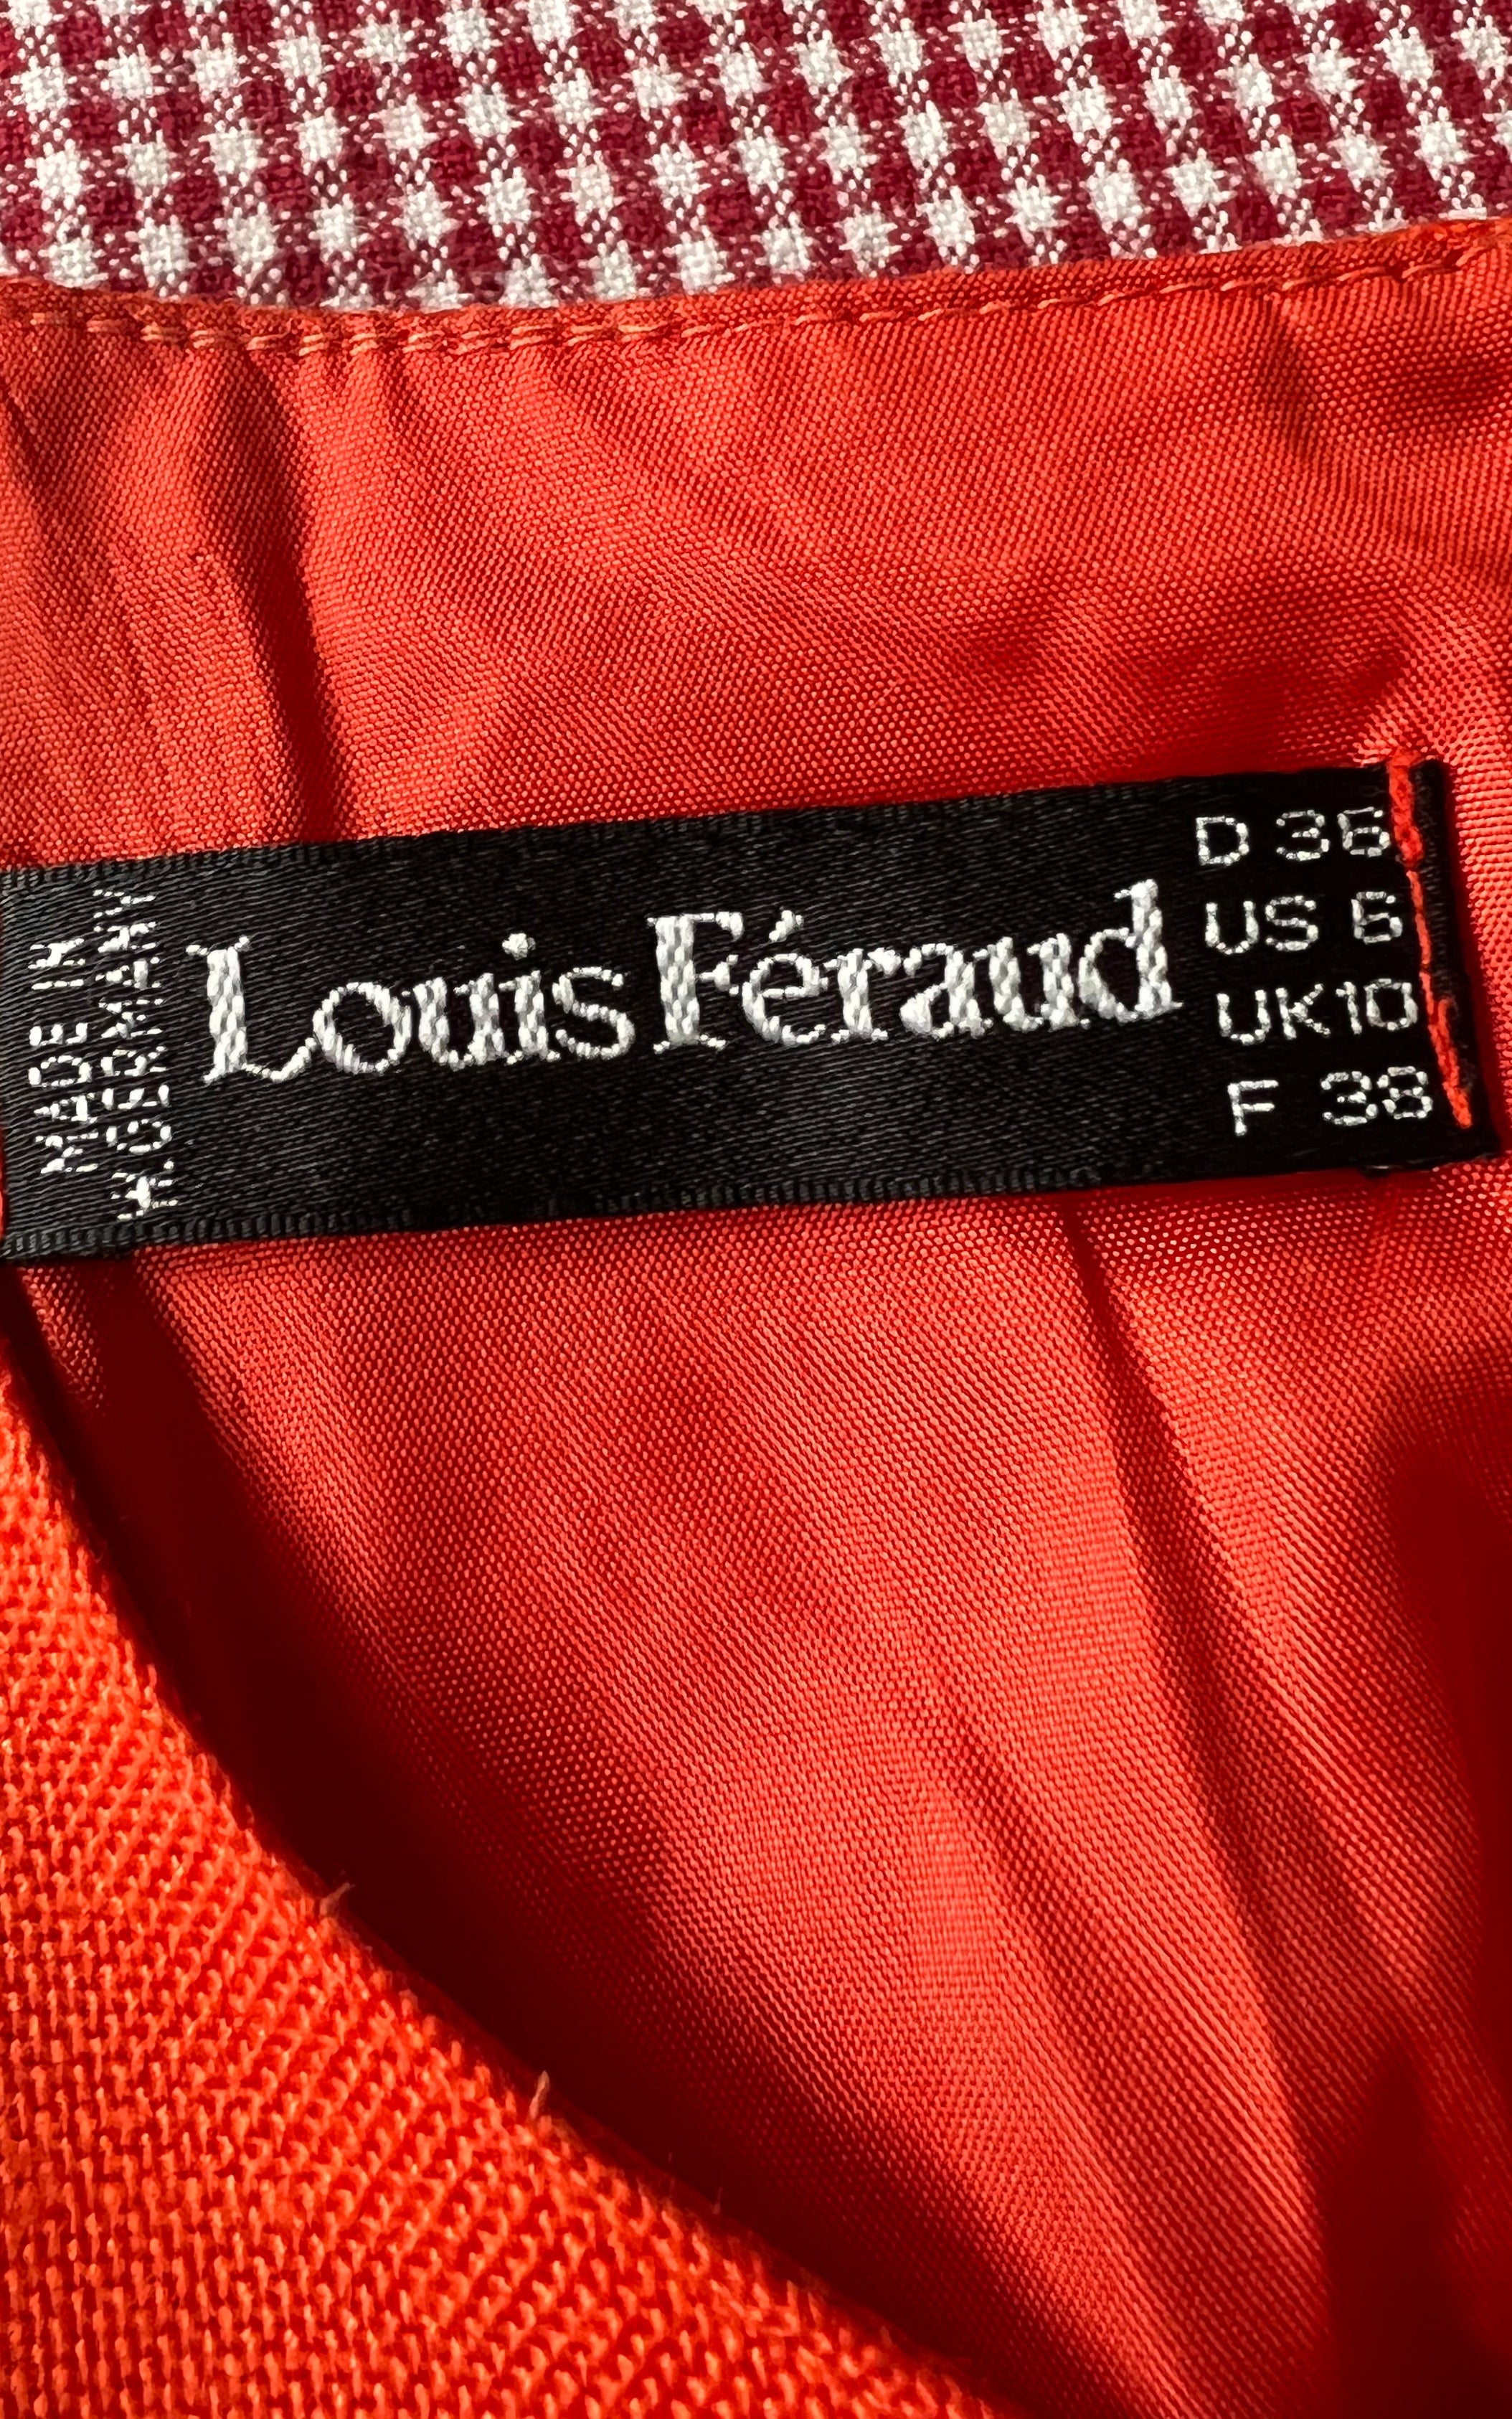 MADE IN
W.GERMANY
Louis Féraud
D 36
US 6
UK 10
F 38